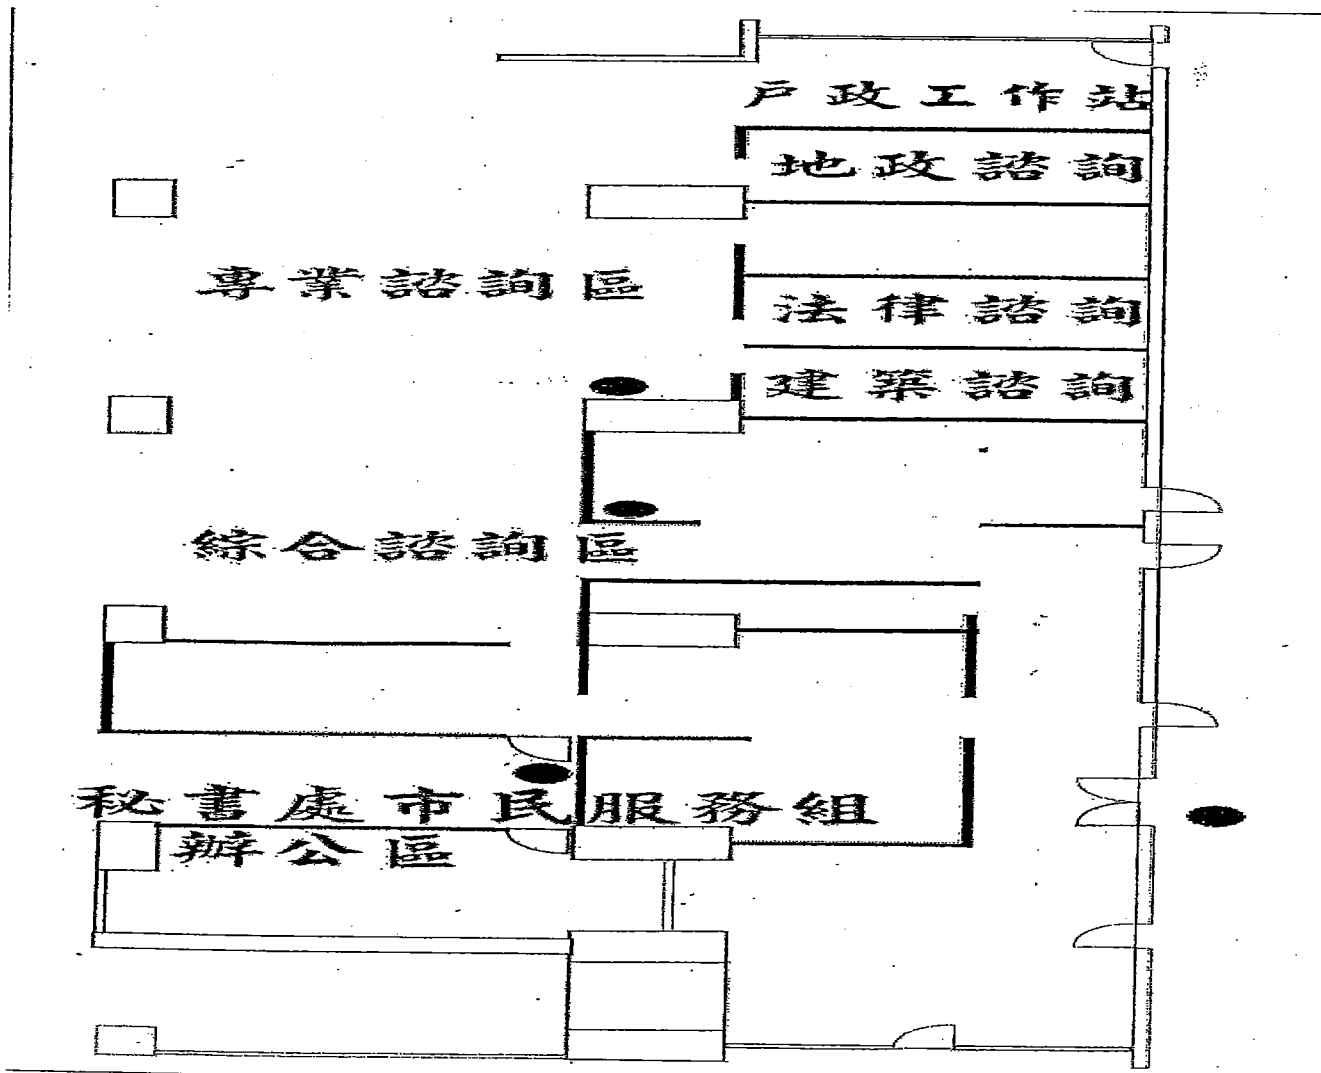 戶政工作站
地政諮詢
專業諮詢區
法律諮詢
建築諮詢
綜合諮詢區
秘書處市民服務組
辦公區